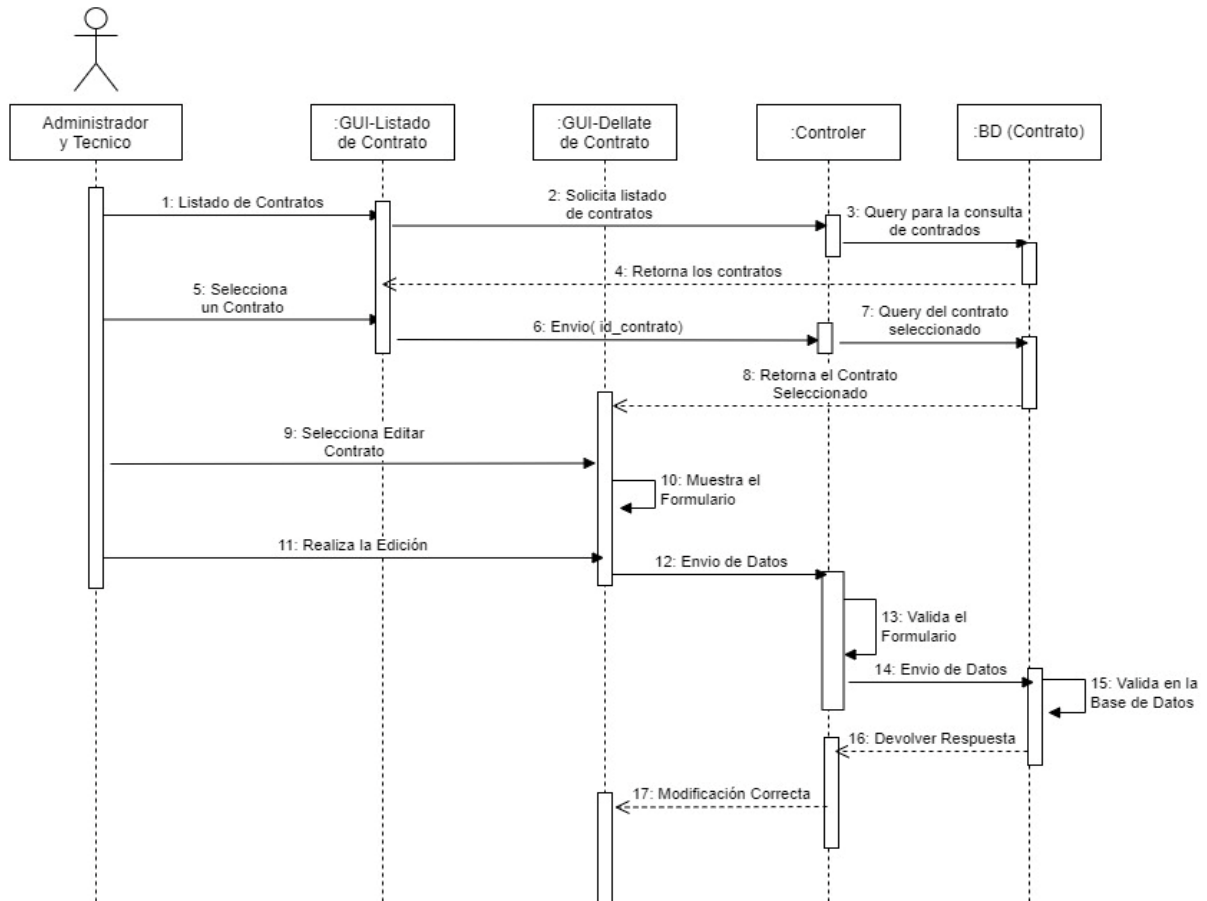 Administrador
y Tecnico
:GUI-Listado
de Contrato
:GUI-Dellate
de Contrato
:Controler
:BD (Contrato)
1: Listado de Contratos
2: Solicita listado
de contratos
3: Query para la consulta
de contrados
4: Retorna los contratos
5: Selecciona
un Contrato
6: Envio( id_contrato)
7: Query del contrato
seleccionado
8: Retorna el Contrato
Seleccionado
9: Selecciona Editar
Contrato
10: Muestra el
Formulario
11: Realiza la Edición
12: Envio de Datos
13: Valida el
Formulario
14: Envio de Datos
15: Valida en la
Base de Datos
16: Devolver Respuesta
17: Modificación Correcta